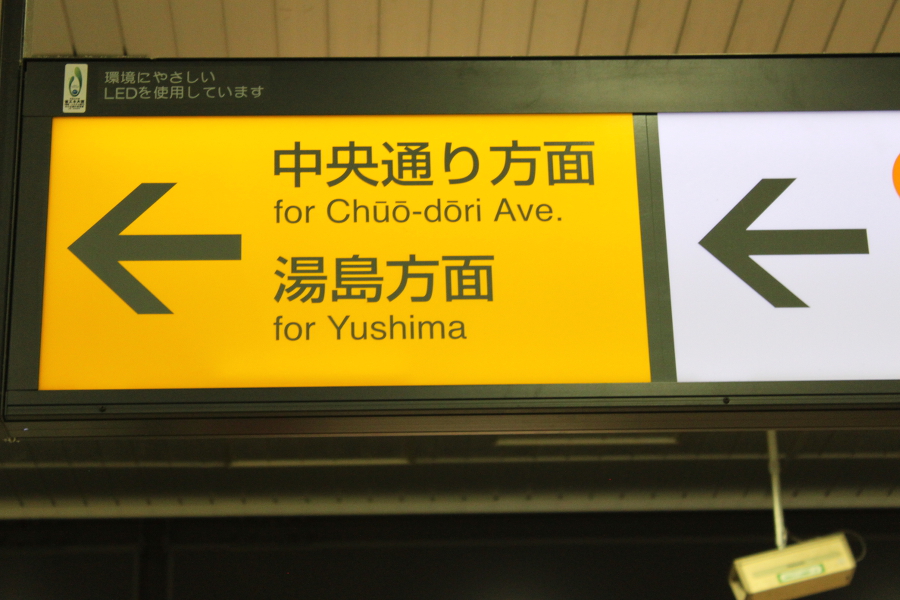 環境にやさしい
LEDを使用しています
中央通り方面
for Chūō-dōri Ave.
湯島方面
for Yushima